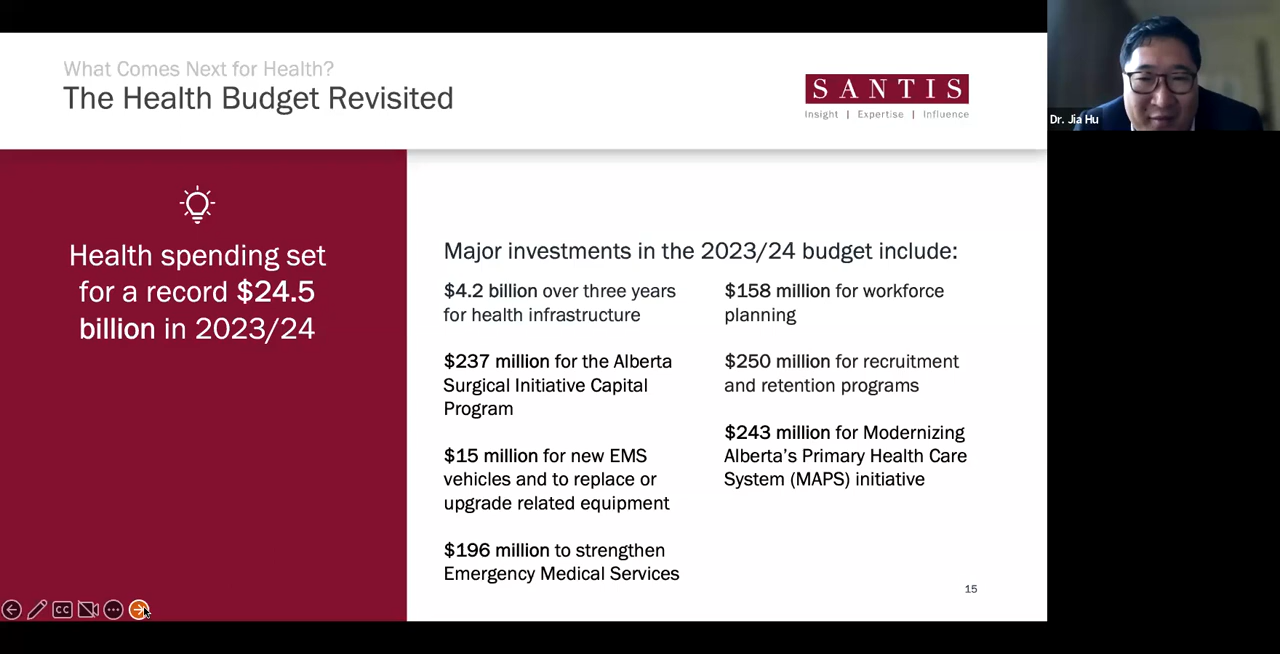 What Comes Next for Health?
The Health Budget Revisited
SANTIS
Insight | Expertise | Influence
Dr. Jia Hu
Health spending set
for a record $24.5
billion in 2023/24
Major investments in the 2023/24 budget include:
$4.2 billion over three years
for health infrastructure
$237 million for the Alberta
Surgical Initiative Capital
Program
$15 million for new EMS
vehicles and to replace or
upgrade related equipment
$196 million to strengthen
Emergency Medical Services
$158 million for workforce
planning
$250 million for recruitment
and retention programs
$243 million for Modernizing
Alberta’s Primary Health Care
System (MAPS) initiative
15
CC